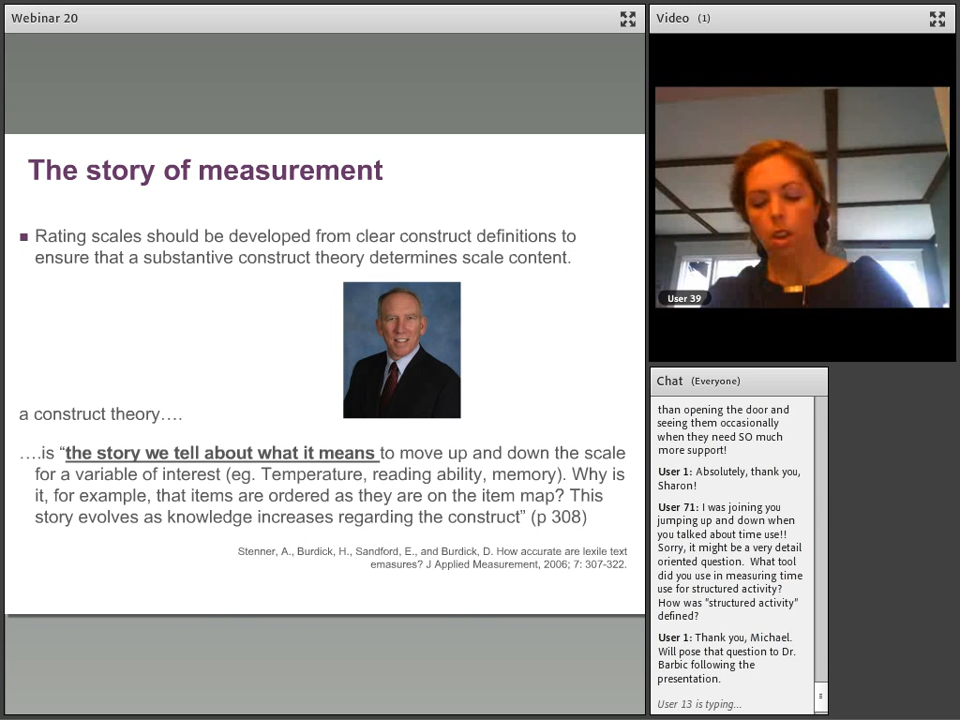 Webinar 20
The story of measurement
Rating scales should be developed from clear construct definitions to
ensure that a substantive construct theory determines scale content.
a construct theory….
….is “the story we tell about what it means to move up and down the scale
for a variable of interest (eg. Temperature, reading ability, memory). Why is
it, for example, that items are ordered as they are on the item map? This
story evolves as knowledge increases regarding the construct” (p 308)
Stenner, A., Burdick, H., Sandford, E., and Burdick, D. How accurate are lexile text
emasures? J Applied Measurement, 2006; 7: 307-322.
Video (1)
User 39
Chat (Everyone)
than opening the door and
seeing them occasionally
when they need SO much
more support!
User 1: Absolutely, thank you,
Sharon!
User 71: I was joining you
jumping up and down when
you talked about time use!!
Sorry, it might be a very detail
oriented question. What tool
did you use in measuring time
use for structured activity?
How was "structured activity"
defined?
User 1: Thank you, Michael.
Will pose that question to Dr.
Barbic following the
presentation.
User 13 is typing...